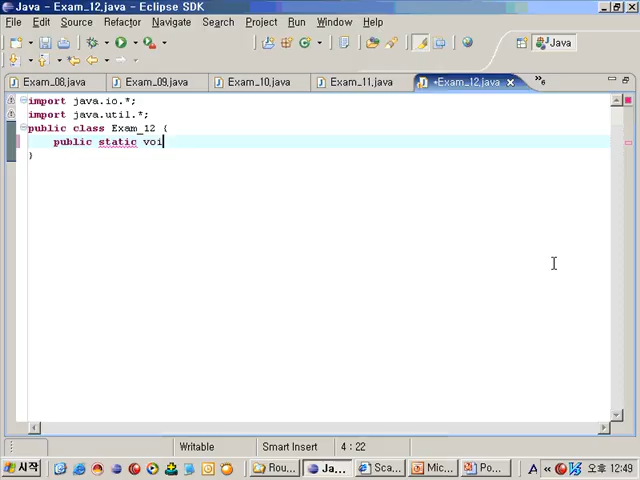 Java - Exam_12.java - Eclipse SDK
File Edit Source Refactor Navigate Search Project Run Window Help
Java
Exam_08.java Exam_09.java Exam_10.java Exam_11.java *Exam_12.java »6
import java.io.*;
import java.util.*;
public class Exam_12 {
public static voi
}
Writable Smart Insert 4 : 22
시작 Rou... Ja... Sca... Mic... Po... A « 오후 12:49